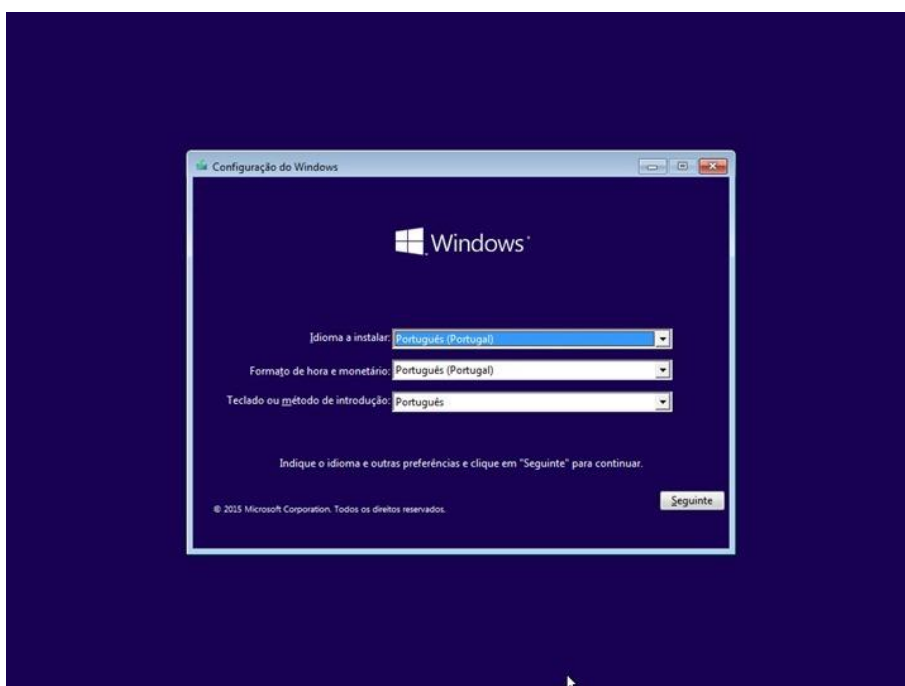 Configuração do Windows
Windows
Idioma a instalar: Português (Portugal)
Formato de hora e monetário: Português (Portugal)
Teclado ou método de introdução: Português
Indique o idioma e outras preferências e clique em "Seguinte" para continuar.
Seguinte
© 2015 Microsoft Corporation. Todos os direitos reservados.